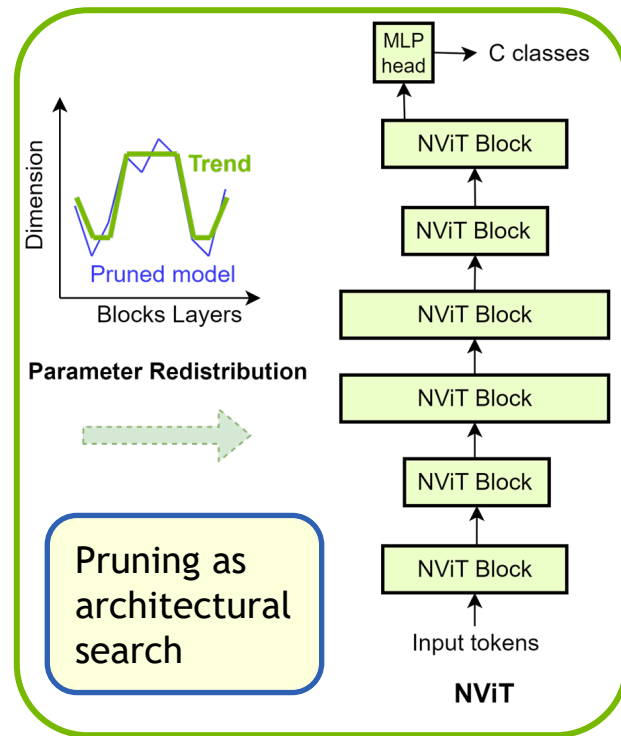 MLP
head
C classes
NViT Block
Trend
NViT Block
Dimension
Pruned model
NViT Block
Blocks Layers
Parameter Redistribution
NViT Block
NViT Block
Pruning as
architectural
search
NViT Block
Input tokens
NViT